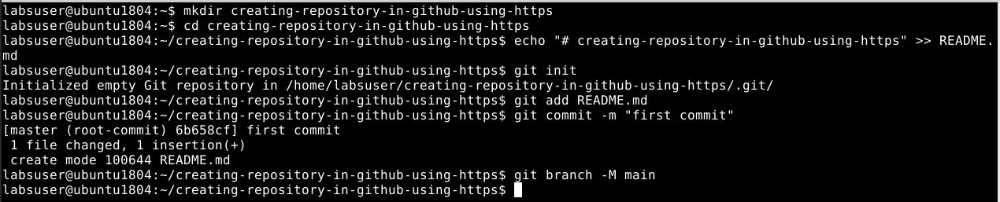 labsuser@ubuntu1804:~$ mkdir creating-repository-in-github-using-https
labsuser@ubuntu1804:~$ cd creating-repository-in-github-using-https
labsuser@ubuntu1804:~/creating-repository-in-github-using-https$ echo "# creating-repository-in-github-using-https" >> README.
md
labsuser@ubuntu1804:~/creating-repository-in-github-using-https$ git init
Initialized empty Git repository in /home/labsuser/creating-repository-in-github-using-https/.git/
labsuser@ubuntu1804:~/creating-repository-in-github-using-https$ git add README.md
labsuser@ubuntu1804:~/creating-repository-in-github-using-https$ git commit -m "first commit"
[master (root-commit) 6b658cf] first commit
 1 file changed, 1 insertion(+)
 create mode 100644 README.md
labsuser@ubuntu1804:~/creating-repository-in-github-using-https$ git branch -M main
labsuser@ubuntu1804:~/creating-repository-in-github-using-https$